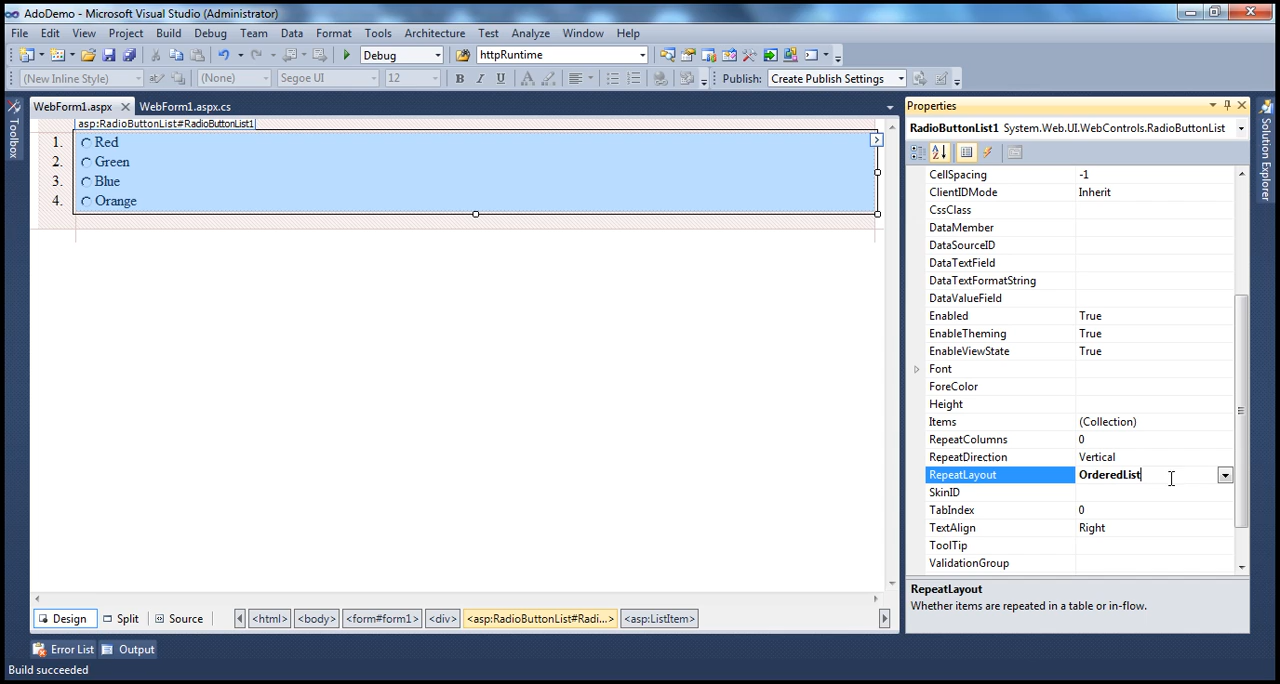 AdoDemo - Microsoft Visual Studio (Administrator)
File Edit View Project Build Debug Team Data Format Tools Architecture Test Analyze Window Help
Debug httpRuntime
(New Inline Style) (None) Segoe UI 12 B I U A Publish: Create Publish Settings
WebForm1.aspx WebForm1.aspx.cs
Toolbox
asp:RadioButtonList#RadioButtonList1
1. Red
2. Green
3. Blue
4. Orange
Properties
RadioButtonList1 System.Web.UI.WebControls.RadioButtonList
CellSpacing -1
ClientIDMode Inherit
CssClass
DataMember
DataSourceID
DataTextField
DataTextFormatString
DataValueField
Enabled True
EnableTheming True
EnableViewState True
Font
ForeColor
Height
Items (Collection)
RepeatColumns 0
RepeatDirection Vertical
RepeatLayout OrderedList
SkinID
TabIndex 0
TextAlign Right
ToolTip
ValidationGroup
RepeatLayout
Whether items are repeated in a table or in-flow.
Solution Explorer
Design Split Source <html> <body> <form#form1> <div> <asp:RadioButtonList#Radi...> <asp:ListItem>
Error List Output
Build succeeded